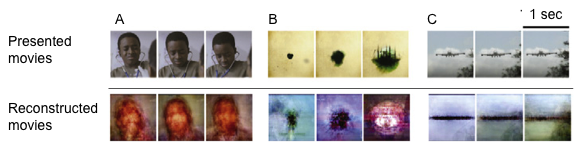 A
B
C
1 sec
Presented
movies
Reconstructed
movies